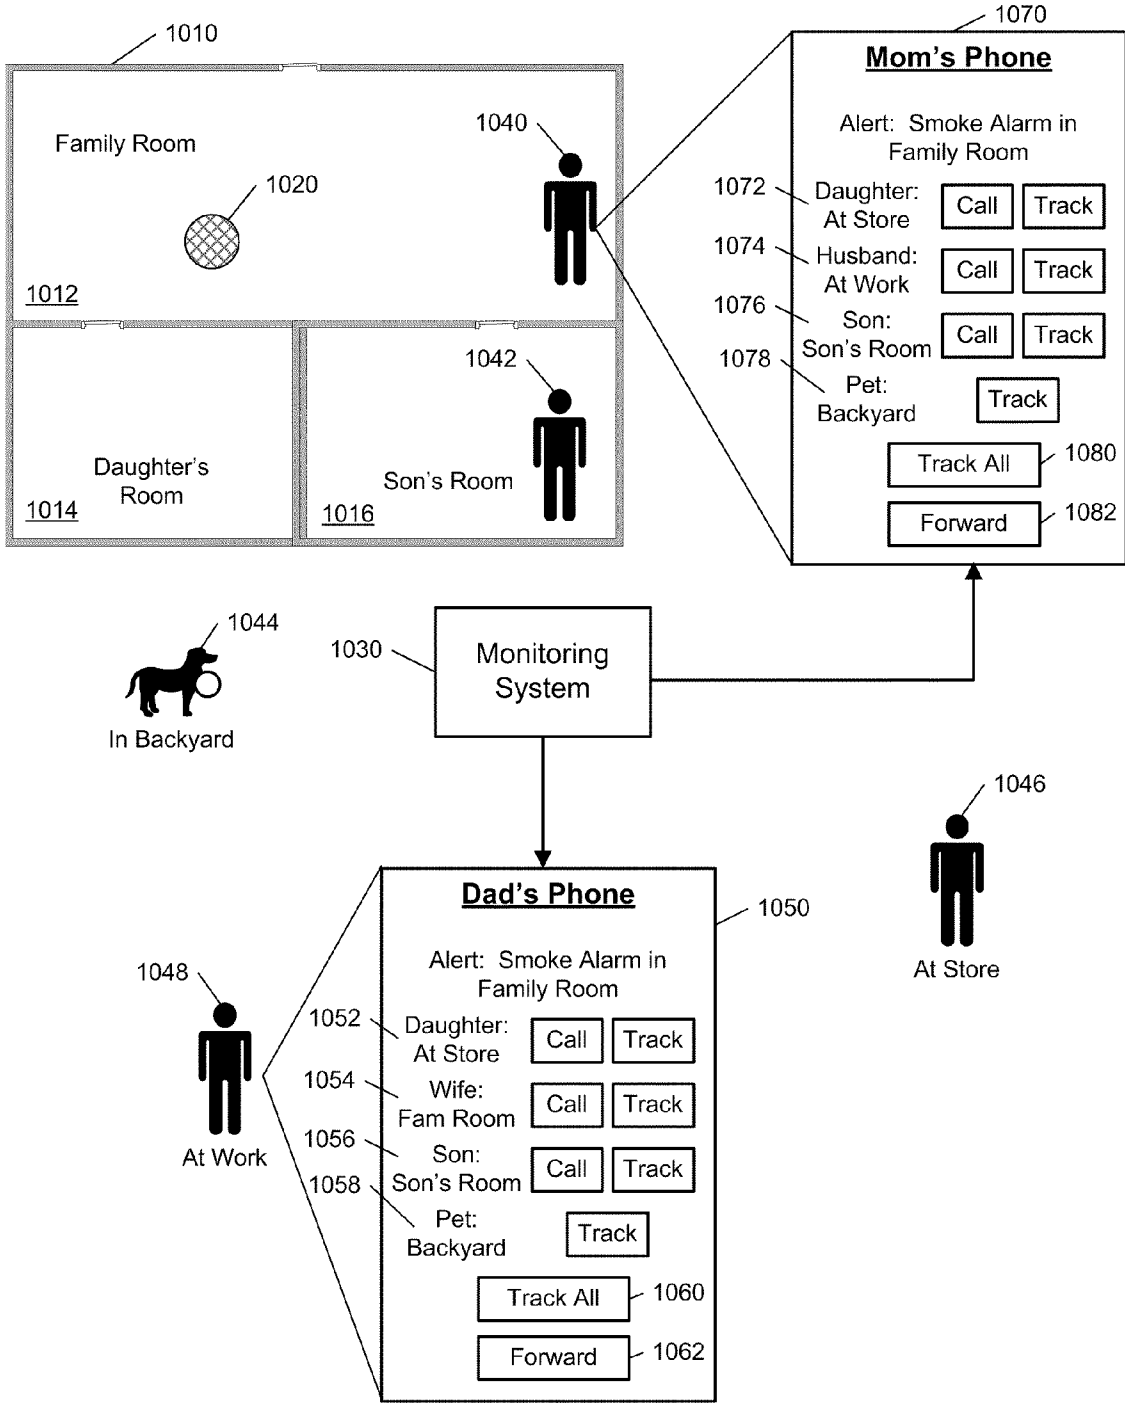 1010
Family Room
1020
1040
1012
Daughter's
Room
1014
1042
Son's Room
1016
1070
Mom's Phone
Alert: Smoke Alarm in
Family Room
1072
Daughter:
At Store
Call
Track
1074
Husband:
At Work
Call
Track
1076
Son:
Son's Room
Call
Track
1078
Pet:
Backyard
Track
Track All
1080
Forward
1082
1044
In Backyard
1030
Monitoring
System
1046
At Store
1048
At Work
1050
Dad's Phone
Alert: Smoke Alarm in
Family Room
1052
Daughter:
At Store
Call
Track
1054
Wife:
Fam Room
Call
Track
1056
Son:
Son's Room
Call
Track
1058
Pet:
Backyard
Track
Track All
1060
Forward
1062